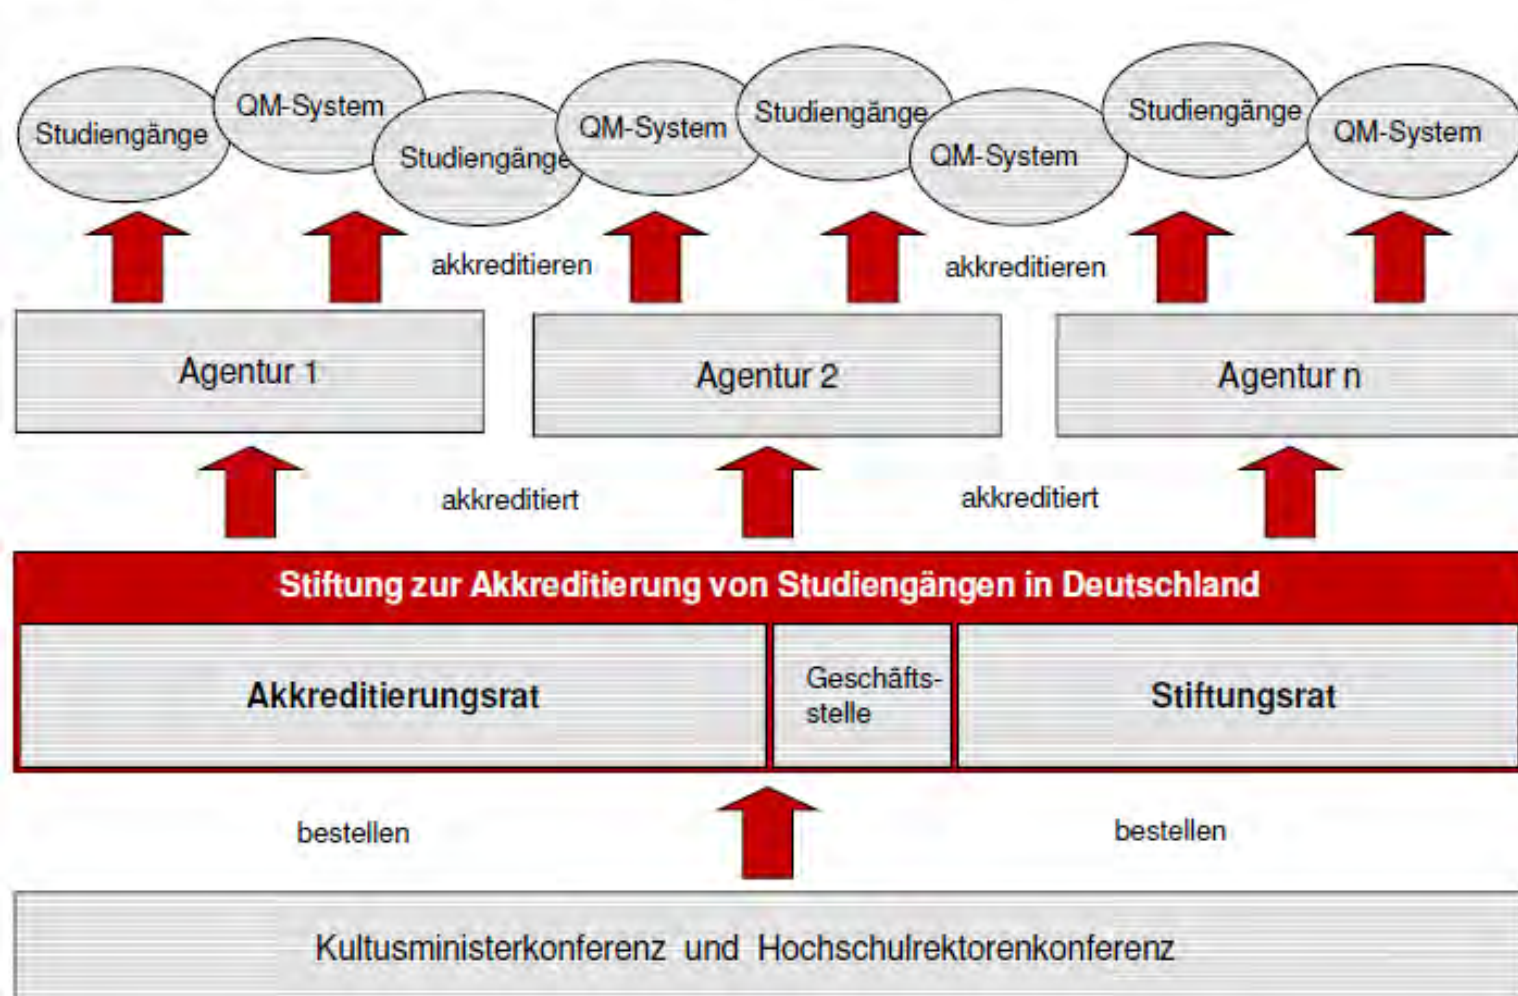 Studiengänge
QM-System
Studiengänge
QM-System
Studiengänge
QM-System
Studiengänge
QM-System
akkreditieren
akkreditieren
Agentur 1
Agentur 2
Agentur n
akkreditiert
akkreditiert
Stiftung zur Akkreditierung von Studiengängen in Deutschland
Akkreditierungsrat
Geschäfts-
stelle
Stiftungsrat
bestellen
bestellen
Kultusministerkonferenz und Hochschulrektorenkonferenz